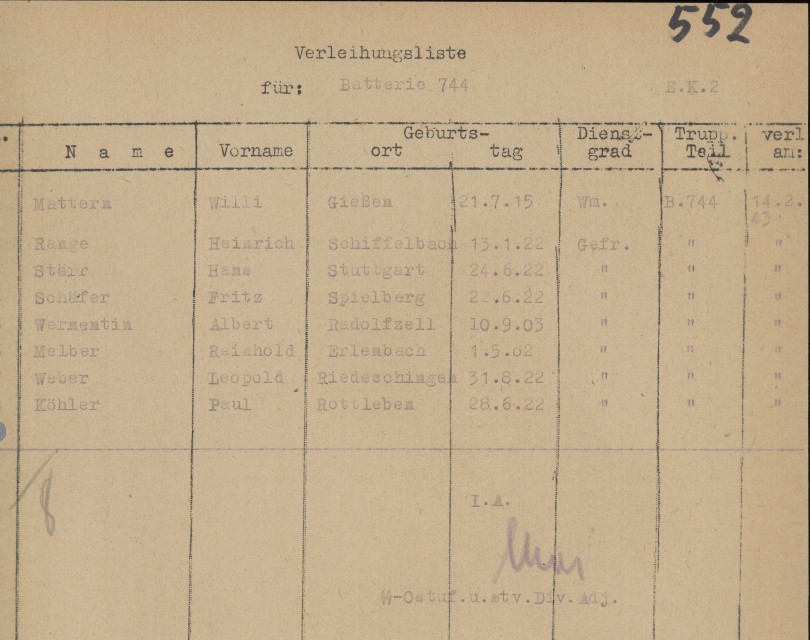 552
Verleihungsliste
für: Batterie 744 E.K.2
Name Vorname Geburts- ort tag Dienst- grad Trupp. Teil verl an:
Mattern Willi Gießen 21.7.15 Wm. B.744 14.2.43
Range Heinrich Schiffelbach 13.1.22 Gefr. " "
Stärr Hans Stuttgart 24.6.22 " " "
Schäfer Fritz Spielberg .6.22 " " "
Wermentin Albert Radolfzell 10.9.03 " " "
Melber Reinhold Erlenbach 1.5.02 " " "
Weber Leopold Riedeschingen 31.8.22 " " "
Köhler Paul Rottleben 28.6.22 " " "
8
I.A.
ᛋᛋ-Ostuf.u.stv.Div.Adj.